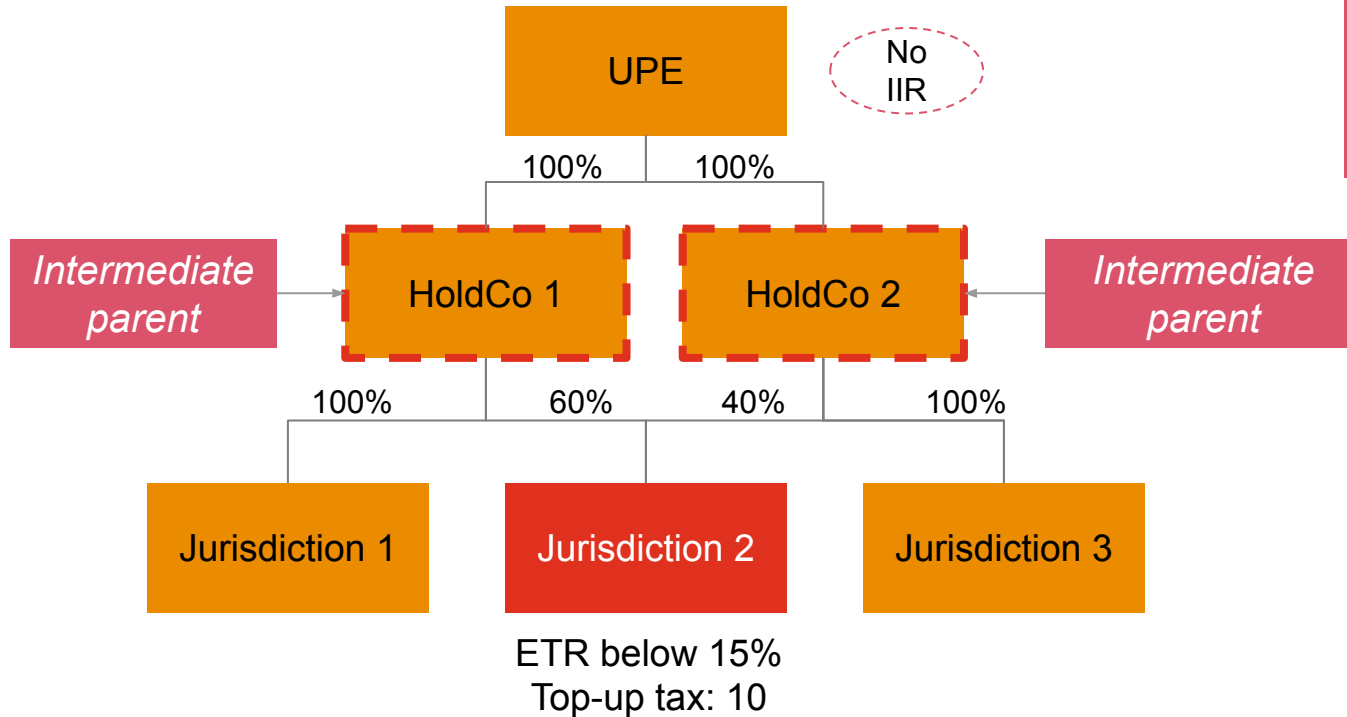 UPE
No
IIR
100%
100%
Intermediate
parent
HoldCo 1
HoldCo 2
Intermediate
parent
100%
60%
40%
100%
Jurisdiction 1
Jurisdiction 2
Jurisdiction 3
ETR below 15%
Top-up tax: 10